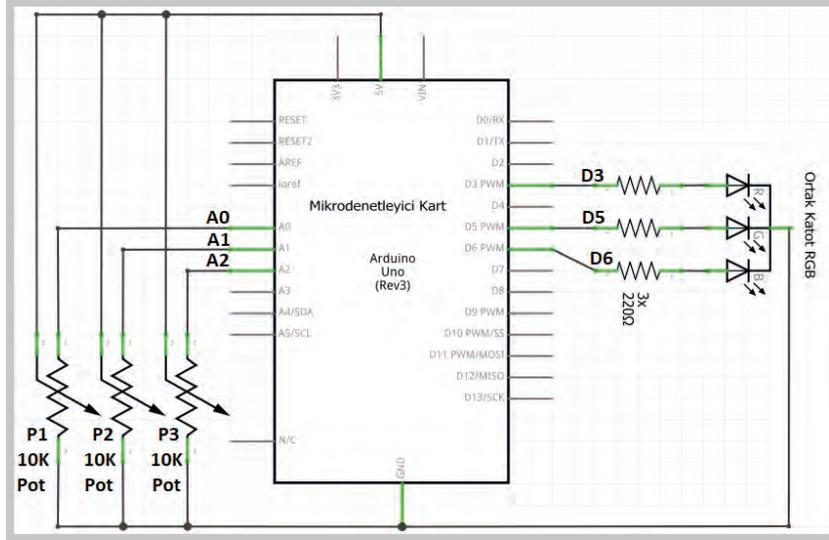 3V3
5V
VIN
RESET
RESET2
AREF
ioref
A0
A0
A1
A1
A2
A2
A3
A4/SDA
A5/SCL
N/C
Mikrodenetleyici Kart
Arduino
Uno
(Rev3)
D0/RX
D1/TX
D2
D3 PWM
D4
D5 PWM
D6 PWM
D7
D8
D9 PWM
D10 PWM/SS
D11 PWM/MOSI
D12/MISO
D13/SCK
GND
D3
D5
D6
3x
220Ω
R
G
B
Ortak Katot RGB
P1
10K
Pot
P2
10K
Pot
P3
10K
Pot